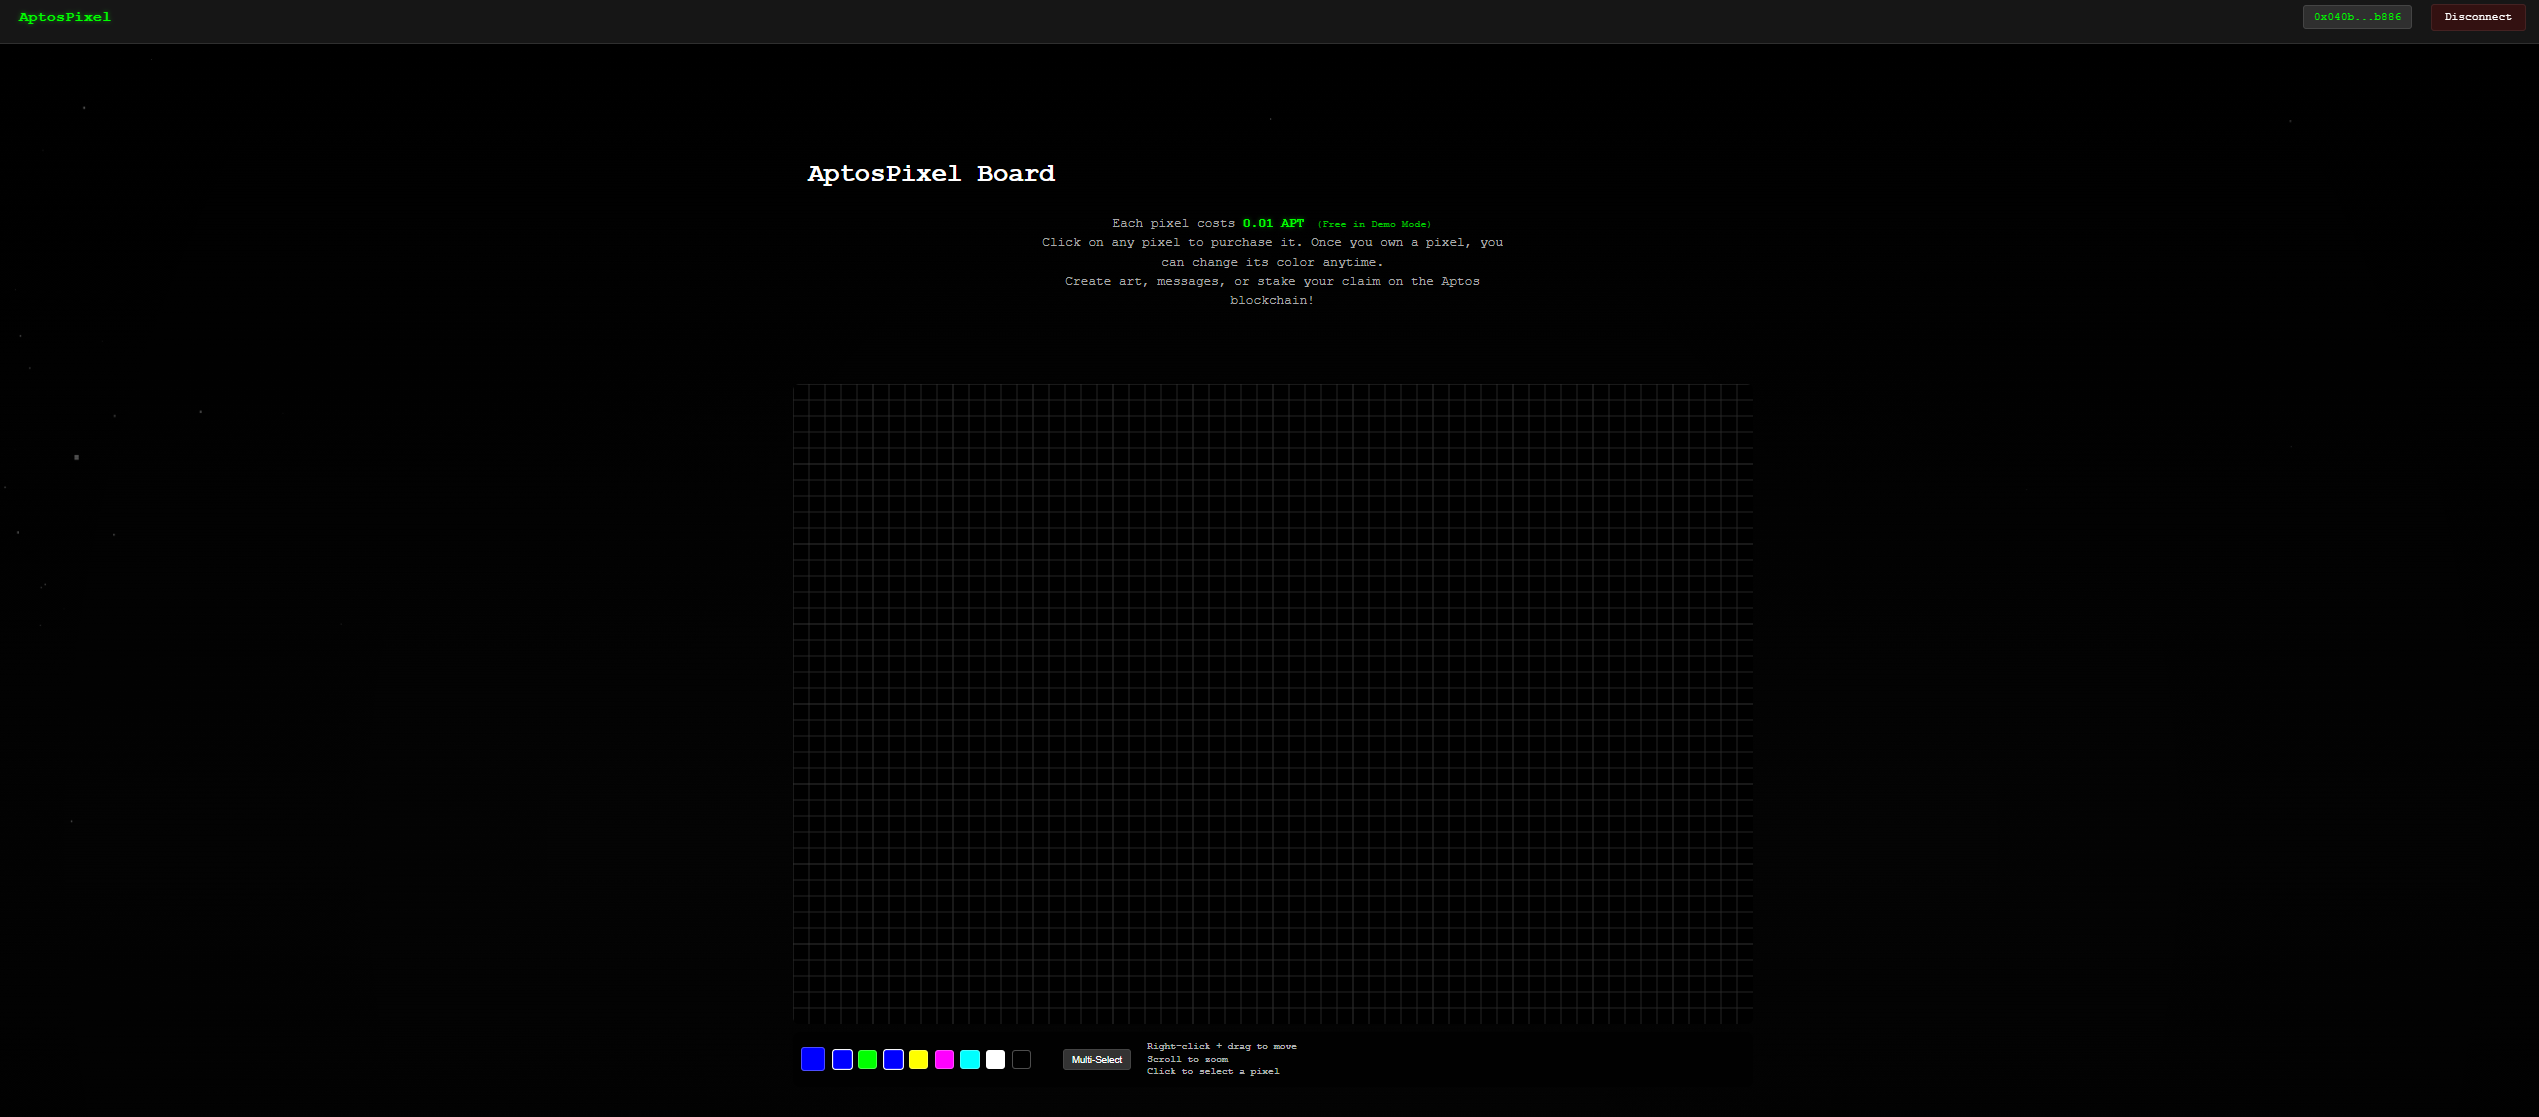 AptosPixel
0x040b...b886
Disconnect
AptosPixel Board
Each pixel costs 0.01 APT (Free in Demo Mode)
Click on any pixel to purchase it. Once you own a pixel, you
can change its color anytime.
Create art, messages, or stake your claim on the Aptos
blockchain!
Multi-Select
Right-click + drag to move
Scroll to zoom
Click to select a pixel